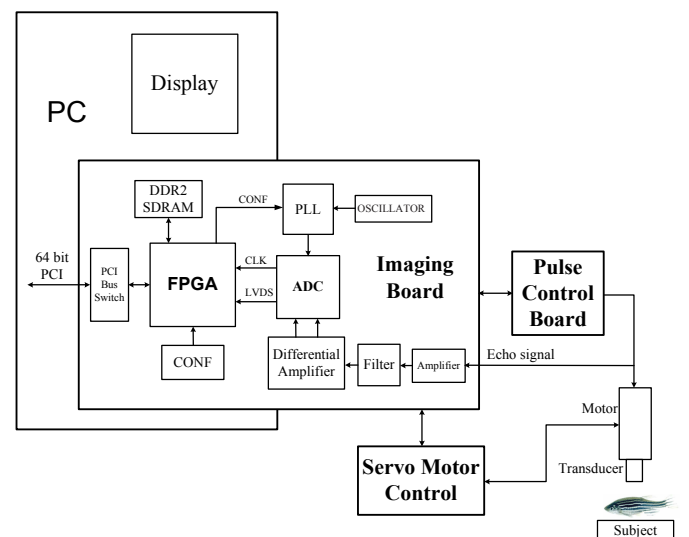 Display
PC
DDR2
SDRAM
CONF
PLL
OSCILLATOR
64 bit
PCI
PCI
Bus
Switch
FPGA
CLK
LVDS
ADC
Imaging
Board
Pulse
Control
Board
CONF
Differential
Amplifier
Filter
Amplifier
Echo signal
Motor
Servo Motor
Control
Transducer
Subject